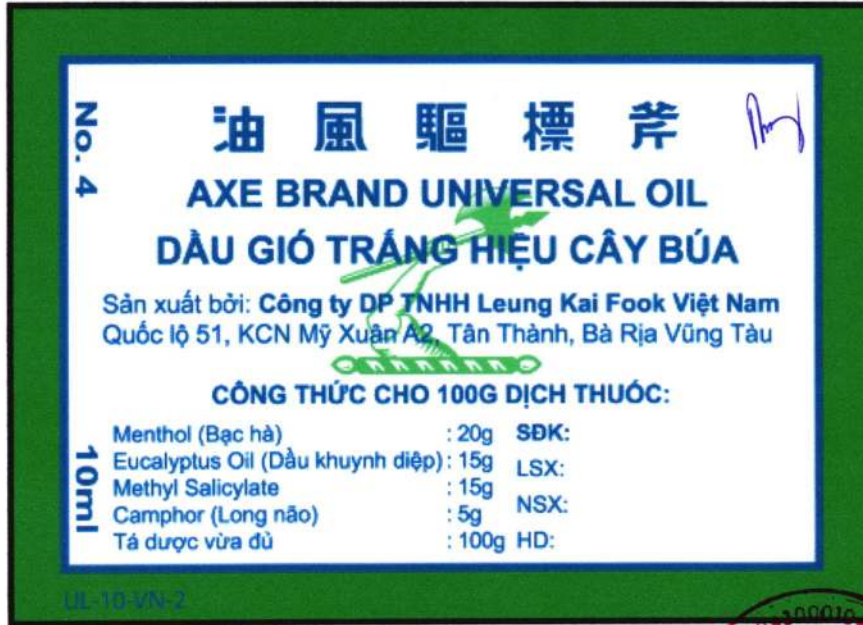 油風驅標斧
AXE BRAND UNIVERSAL OIL
DẦU GIÓ TRẮNG HIỆU CÂY BÚA
Sản xuất bởi: Công ty DP TNHH Leung Kai Fook Việt Nam
Quốc lộ 51, KCN Mỹ Xuân A2, Tân Thành, Bà Rịa Vũng Tàu
CÔNG THỨC CHO 100G DỊCH THUỐC:
Menthol (Bạc hà) : 20g SĐK:
Eucalyptus Oil (Dầu khuynh diệp) : 15g LSX:
Methyl Salicylate : 15g NSX:
Camphor (Long não) : 5g
Tá dược vừa đủ : 100g HD:
No. 4
10ml
UL-10-VN-2